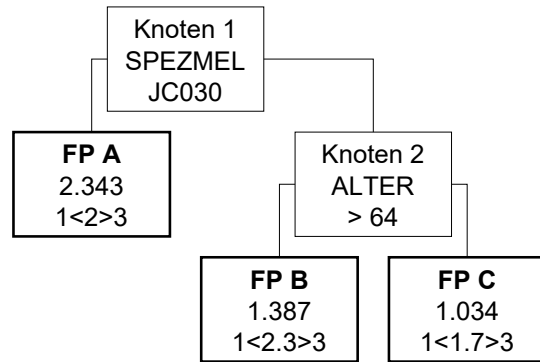 Knoten 1
SPEZMEL
JC030
FP A
2.343
1<2>3
Knoten 2
ALTER
> 64
FP B
1.387
1<2.3>3
FP C
1.034
1<1.7>3